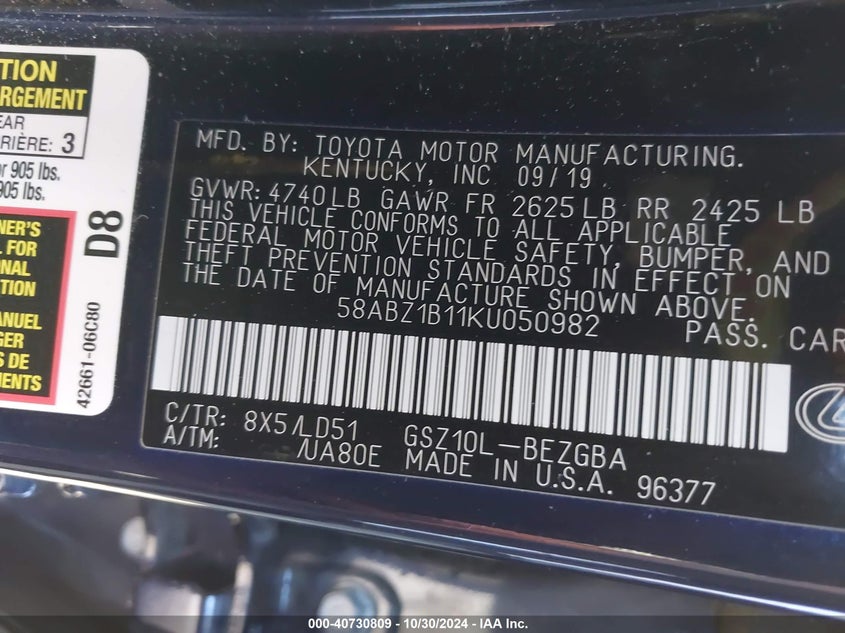 TION
ARGEMENT
EAR
RIÈRE: 3
or 905 lbs.
905 lbs.
NER'S
L FOR
ONAL
TION
ANUEL
GER
S DE
MENTS
D8
42661-06C80
MFD. BY: TOYOTA MOTOR MANUFACTURING.
KENTUCKY, INC 09/19
GVWR: 4740LB GAWR FR 2625LB RR 2425 LB
THIS VEHICLE CONFORMS TO ALL APPLICABLE
FEDERAL MOTOR VEHICLE SAFETY, BUMPER, AND
THEFT PREVENTION STANDARDS IN EFFECT ON
THE DATE OF MANUFACTURE SHOWN ABOVE.
58ABZ1B11KU050982 PASS. CAR
C/TR: 8X5/LD51 GSZ10L-BEZGBA
A/TM: /UA80E MADE IN U.S.A. 96377
000-40730809 - 10/30/2024 - IAA Inc.